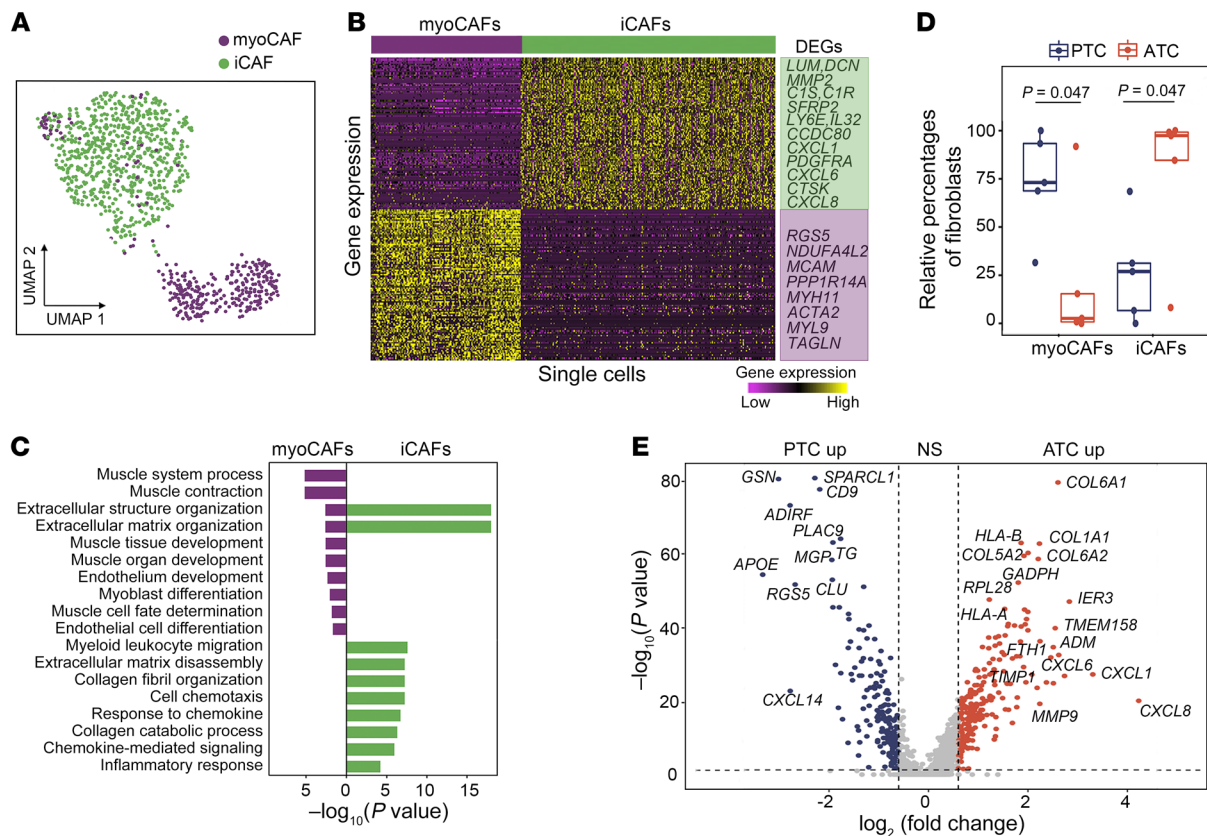 A
myoCAF
iCAF
UMAP 2
UMAP 1
B
myoCAFs
iCAFs
DEGs
Gene expression
LUM,DCN
MMP2
C1S,C1R
SFRP2
LY6E,IL32
CCDC80
CXCL1
PDGFRA
CXCL6
CTSK
CXCL8
RGS5
NDUFA4L2
MCAM
PPP1R14A
MYH11
ACTA2
MYL9
TAGLN
Single cells
Gene expression
Low
High
D
PTC
ATC
P = 0.047
P = 0.047
Relative percentages
of fibroblasts
100
75
50
25
0
myoCAFs
iCAFs
C
myoCAFs
iCAFs
Muscle system process
Muscle contraction
Extracellular structure organization
Extracellular matrix organization
Muscle tissue development
Muscle organ development
Endothelium development
Myoblast differentiation
Muscle cell fate determination
Endothelial cell differentiation
Myeloid leukocyte migration
Extracellular matrix disassembly
Collagen fibril organization
Cell chemotaxis
Response to chemokine
Collagen catabolic process
Chemokine-mediated signaling
Inflammatory response
5 0 5 10 15
–log10(P value)
E
PTC up
NS
ATC up
–log10(P value)
80
60
40
20
0
GSN
SPARCL1
CD9
ADIRF
PLAC9
MGP
TG
APOE
RGS5
CLU
CXCL14
COL6A1
HLA-B
COL1A1
COL5A2
COL6A2
GADPH
RPL28
IER3
HLA-A
TMEM158
FTH1
ADM
CXCL6
TIMP1
CXCL1
MMP9
CXCL8
-2 0 2 4
log2 (fold change)